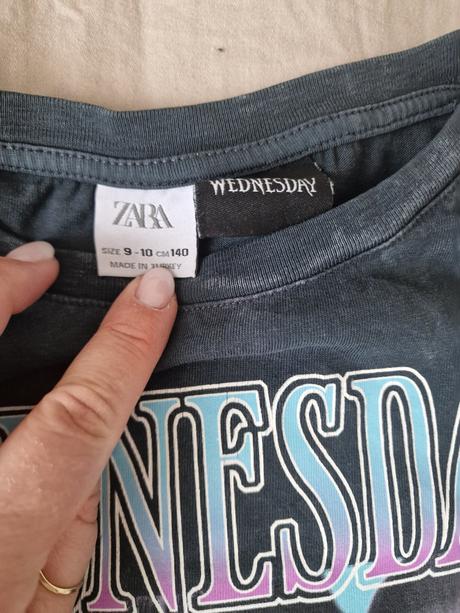 ZARA
SIZE 9 - 10 CM 140
MADE IN TURKEY
WEDNESDAY
NESDA